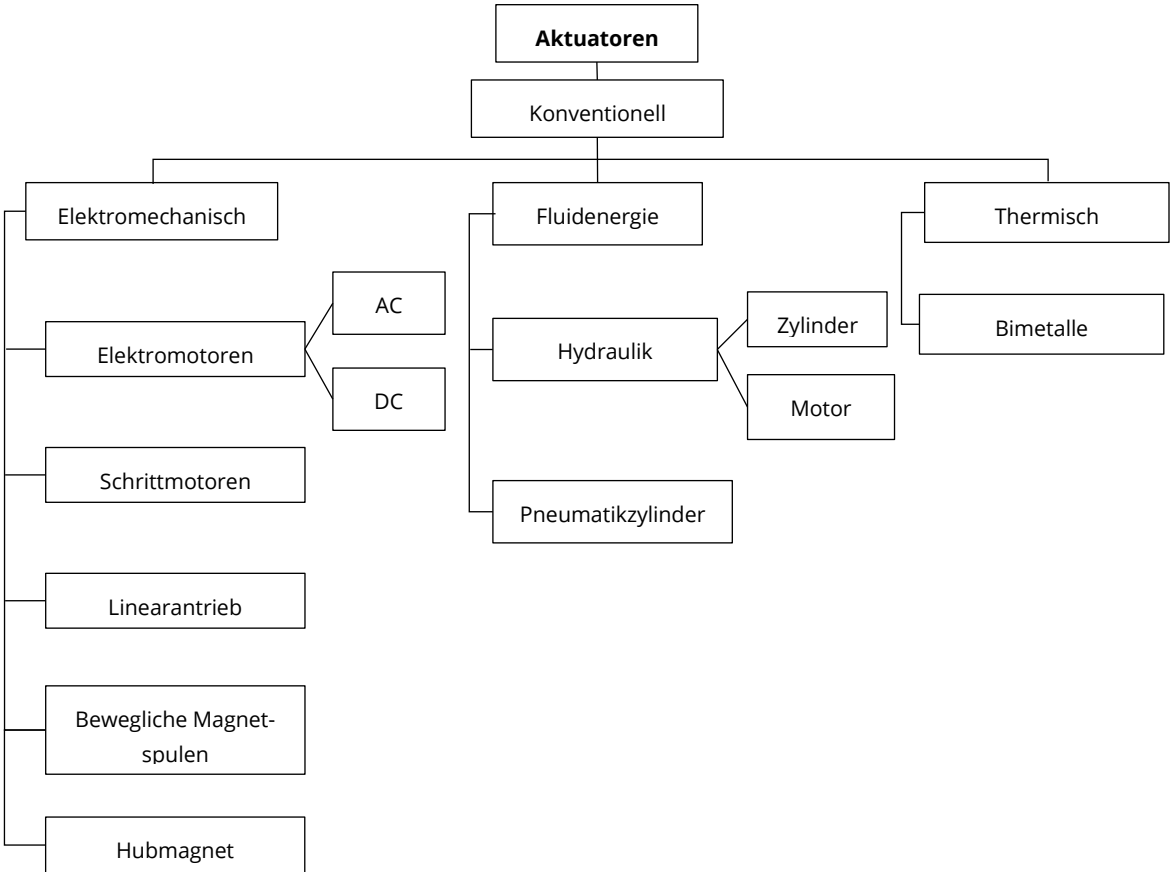 Aktuatoren
Konventionell
Elektromechanisch
Fluidenergie
Thermisch
AC
Zylinder
Bimetalle
Elektromotoren
Hydraulik
DC
Motor
Schrittmotoren
Pneumatikzylinder
Linearantrieb
Bewegliche Magnet-
spulen
Hubmagnet